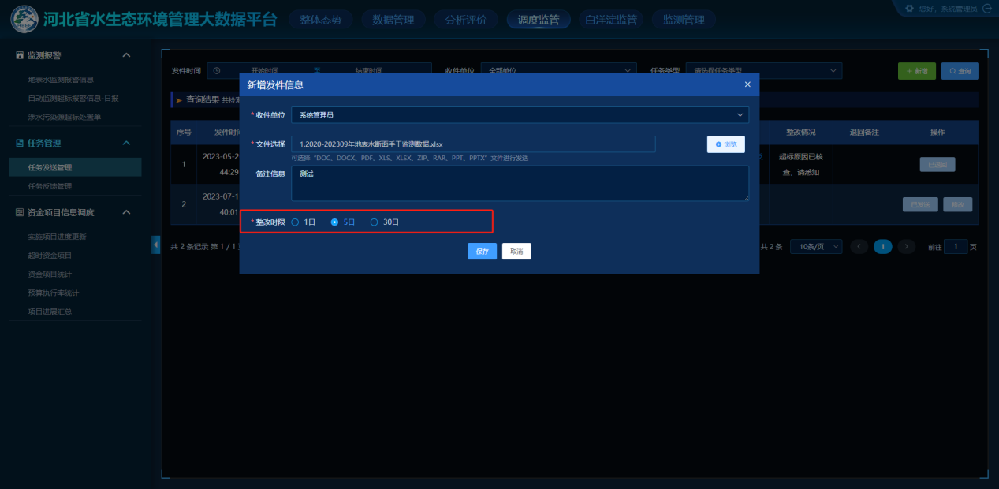 河北省水生态环境管理大数据平台
整体态势 数据管理 分析评价 调度监管 白洋淀监管 监测管理
您好，系统管理员
监测报警
地表水监测报警信息
自动监测超标报警信息-日报
涉水污染源超标处置单
任务管理
任务发送管理
任务反馈管理
资金项目信息调度
实施项目进度更新
超时资金项目
资金项目统计
预算执行率统计
项目进展汇总
发件时间 开始时间 至 结束时间 收件单位 全部单位 任务类型 请选择任务类型 + 新增 查询
查询结果 共检索
序号 发件时间 整改情况 退回备注 操作
1 2023-05-2
44:29 超标原因已核
查，请悉知 已退回
2 2023-07-1
40:01 已发送 修改
共 2 条记录 第 1 / 1 共 2 条 10条/页 1 前往 1 页
新增发件信息
* 收件单位 系统管理员
* 文件选择 1.2020-202309年地表水断面手工监测数据.xlsx 浏览
可选择 “DOC、DOCX、PDF、XLS、XLSX、ZIP、RAR、PPT、PPTX” 文件进行发送
备注信息 测试
* 整改时限 1日 5日 30日
保存 取消